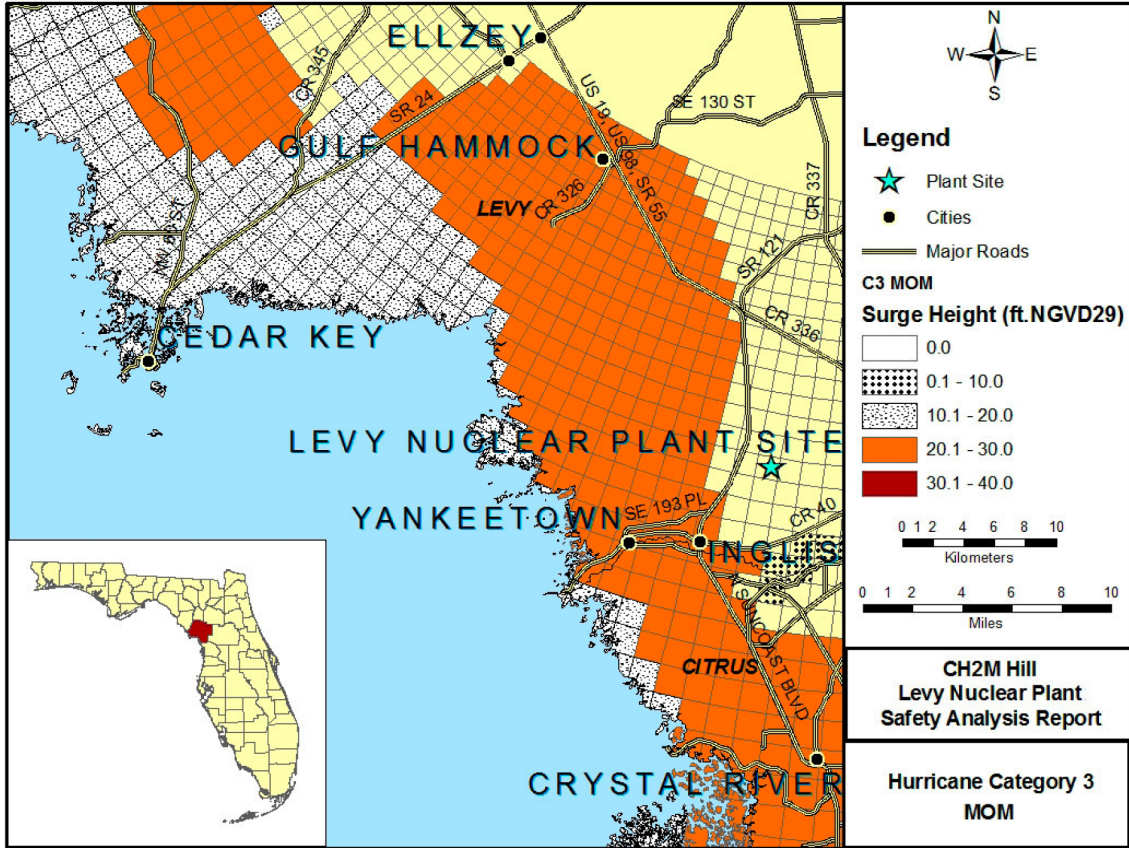 ELLZEY
CR 345
SR 24
SE 130 ST
US 19, US 98, SR 55
GULF HAMMOCK
CR 337
LEVY
CR 326
SR 121
CR 336
CEDAR KEY
LEVY NUCLEAR PLANT SITE
SE 193 PL
YANKEETOWN
CR 40
INGLIS
SUNCOAST BLVD
CITRUS
CRYSTAL RIVER
N
W E
S
Legend
Plant Site
Cities
Major Roads
C3 MOM
Surge Height (ft.NGVD29)
0.0
0.1 - 10.0
10.1 - 20.0
20.1 - 30.0
30.1 - 40.0
0 1 2 4 6 8 10
Kilometers
0 1 2 4 6 8 10
Miles
CH2M Hill
Levy Nuclear Plant
Safety Analysis Report
Hurricane Category 3
MOM